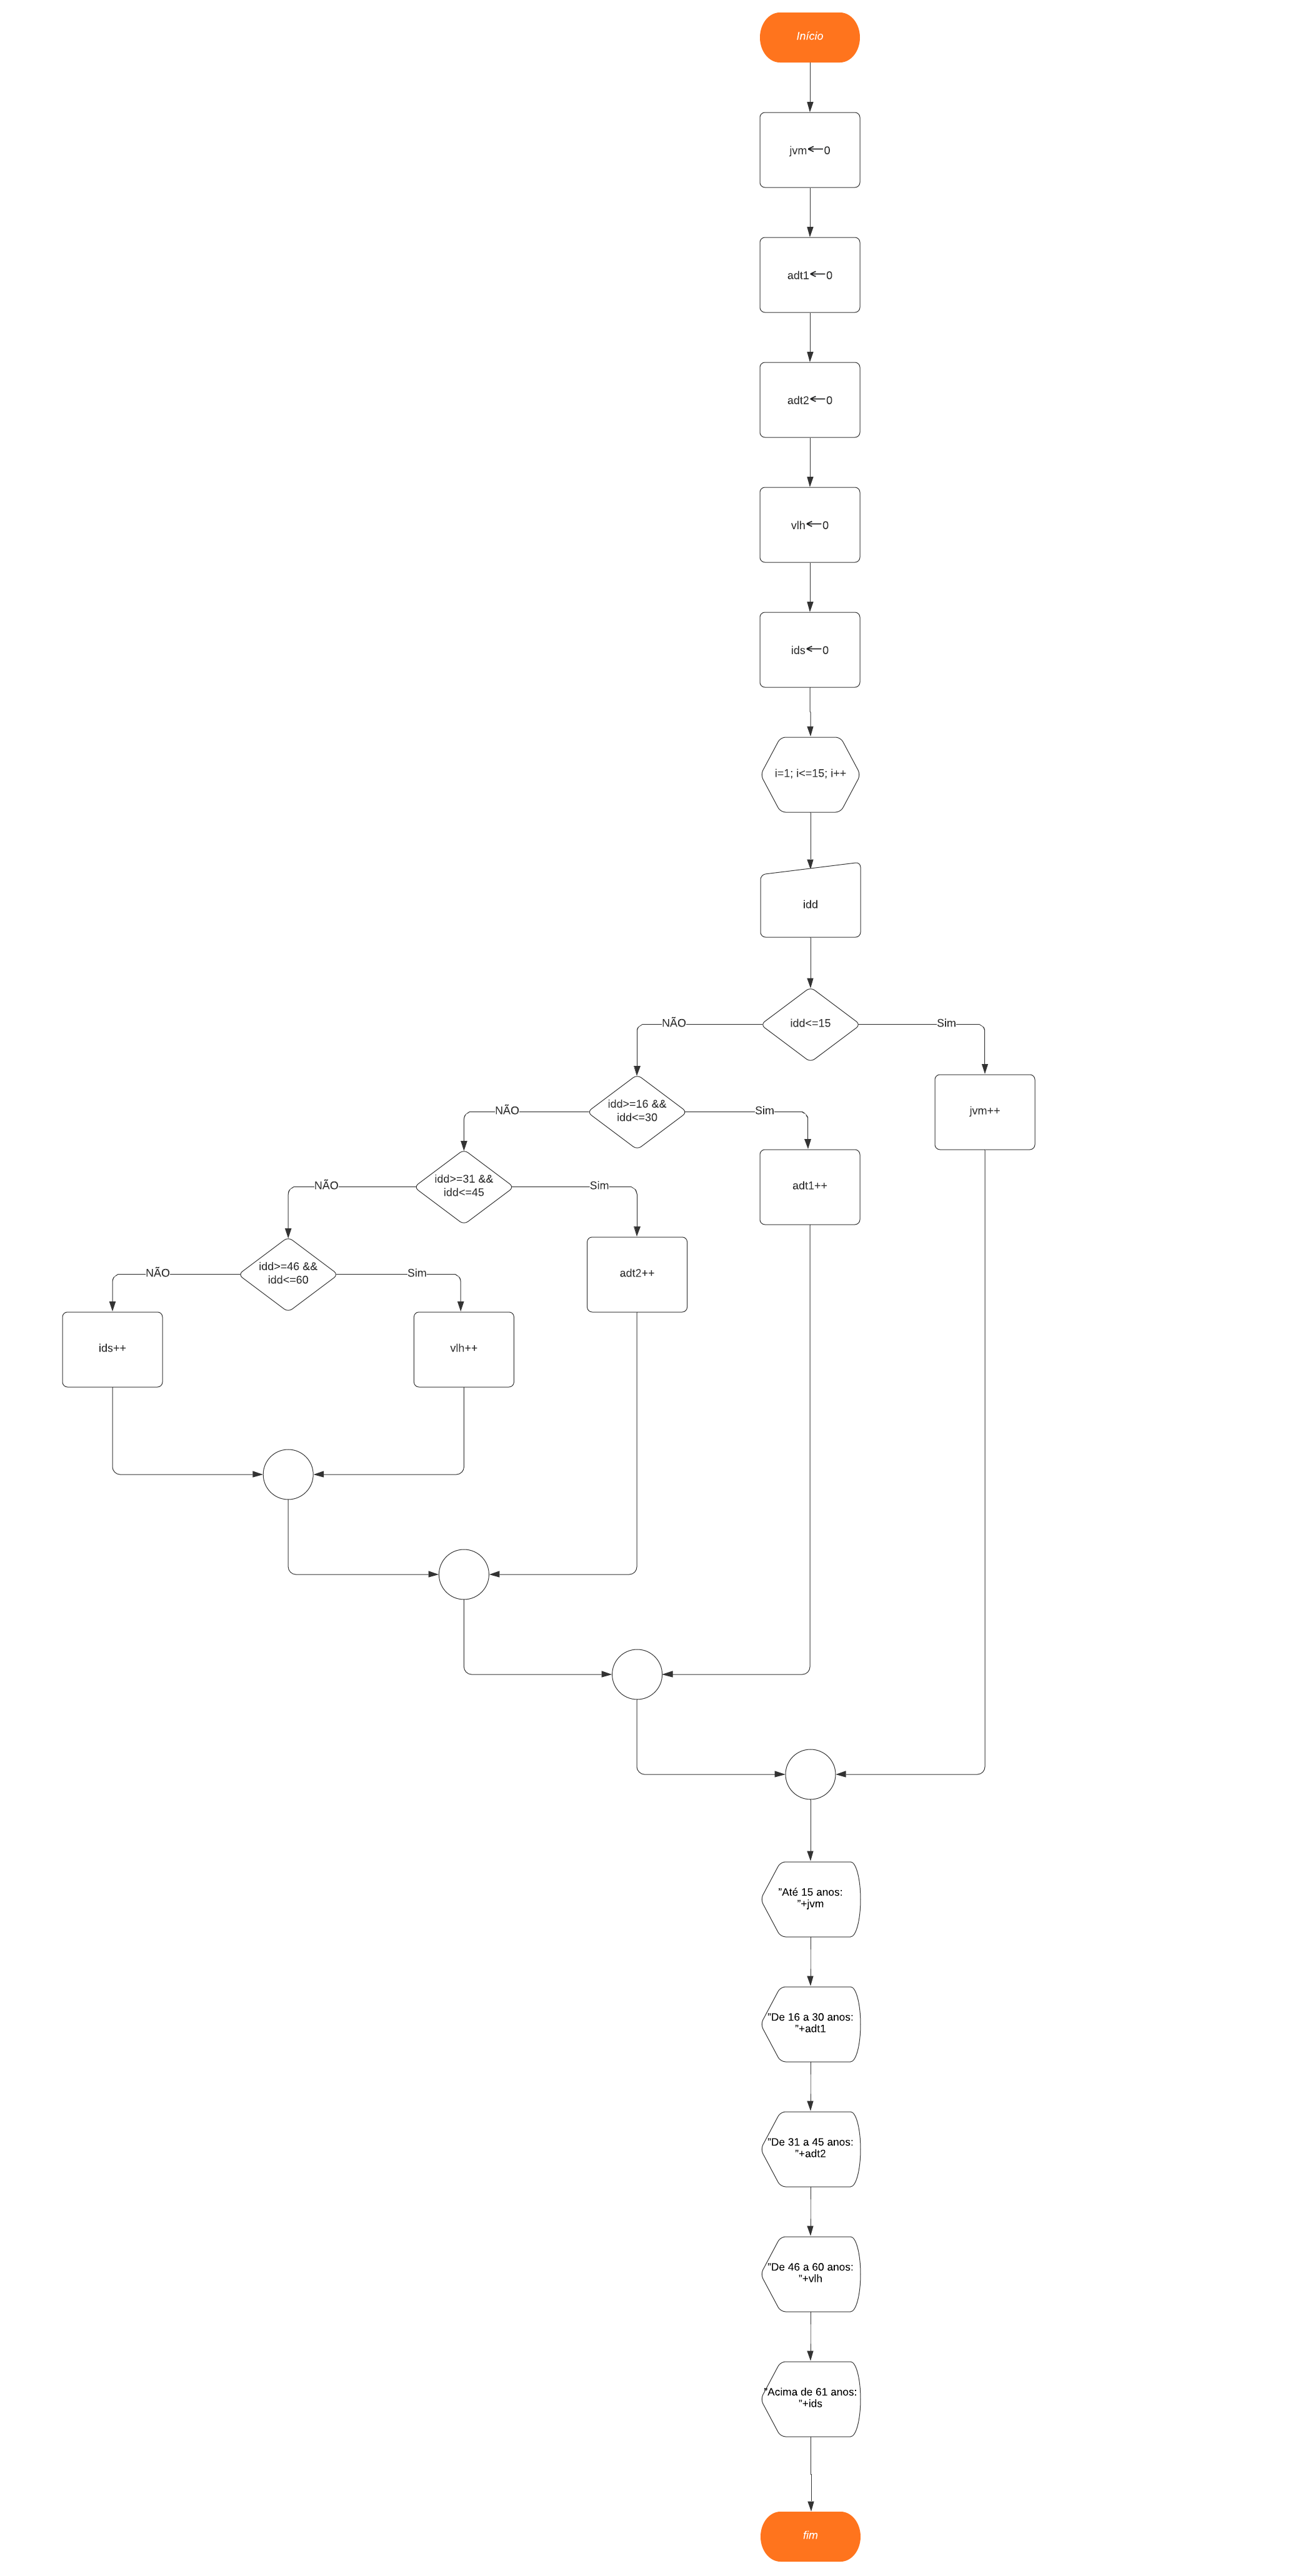 Início
jvm←0
adt1←0
adt2←0
vlh←0
ids←0
i=1; i<=15; i++
idd
NÃO
idd<=15
Sim
NÃO
idd>=16 &&
idd<=30
Sim
jvm++
NÃO
idd>=31 &&
idd<=45
Sim
adt1++
NÃO
idd>=46 &&
idd<=60
Sim
adt2++
ids++
vlh++
"Até 15 anos:
"+jvm
"De 16 a 30 anos:
"+adt1
"De 31 a 45 anos:
"+adt2
"De 46 a 60 anos:
"+vlh
"Acima de 61 anos:
"+ids
fim